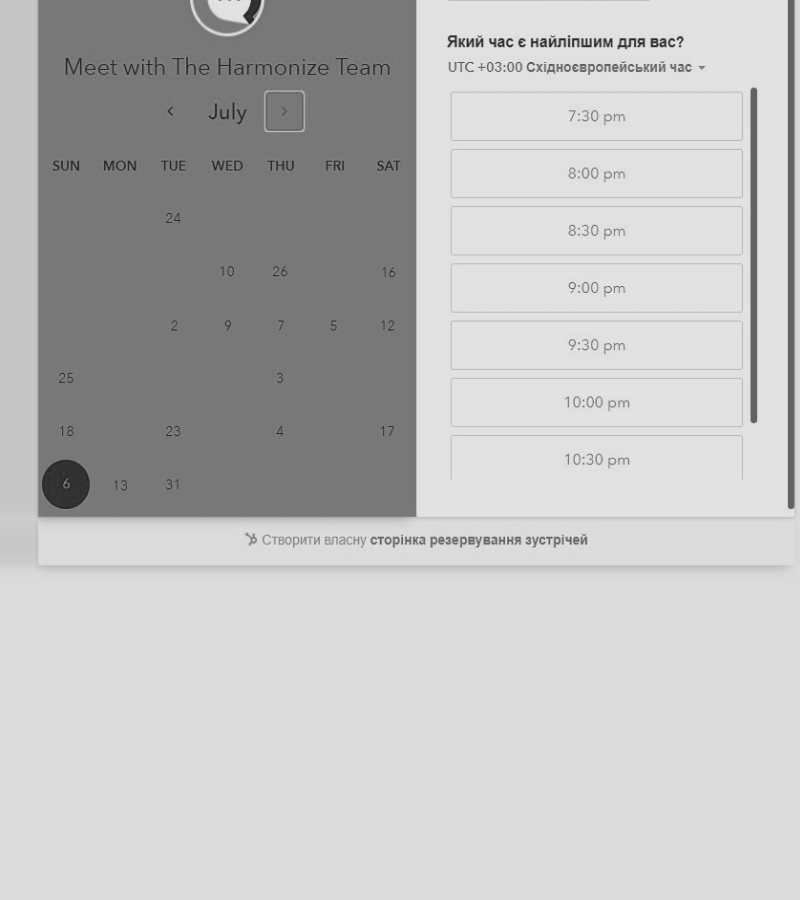 Meet with The Harmonize Team
July
SUN MON TUE WED THU FRI SAT
24
10 26 16
2 9 7 5 12
25 3
18 23 4 17
6 13 31
Який час є найліпшим для вас?
UTC +03:00 Східноєвропейський час
7:30 pm
8:00 pm
8:30 pm
9:00 pm
9:30 pm
10:00 pm
10:30 pm
Створити власну сторінка резервування зустрічей